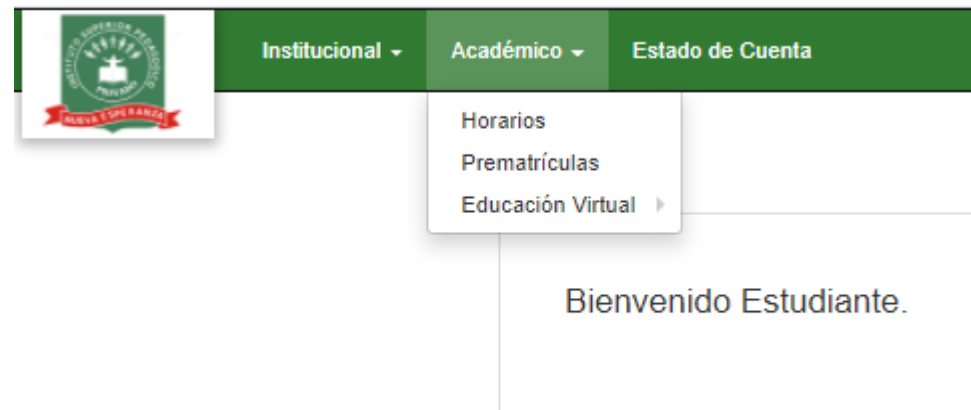 INSTITUTO SUPERIOR PEDAGÓGICO
PRIVADO
NUEVA ESPERANZA
Institucional
Académico
Estado de Cuenta
Horarios
Prematrículas
Educación Virtual
Bienvenido Estudiante.